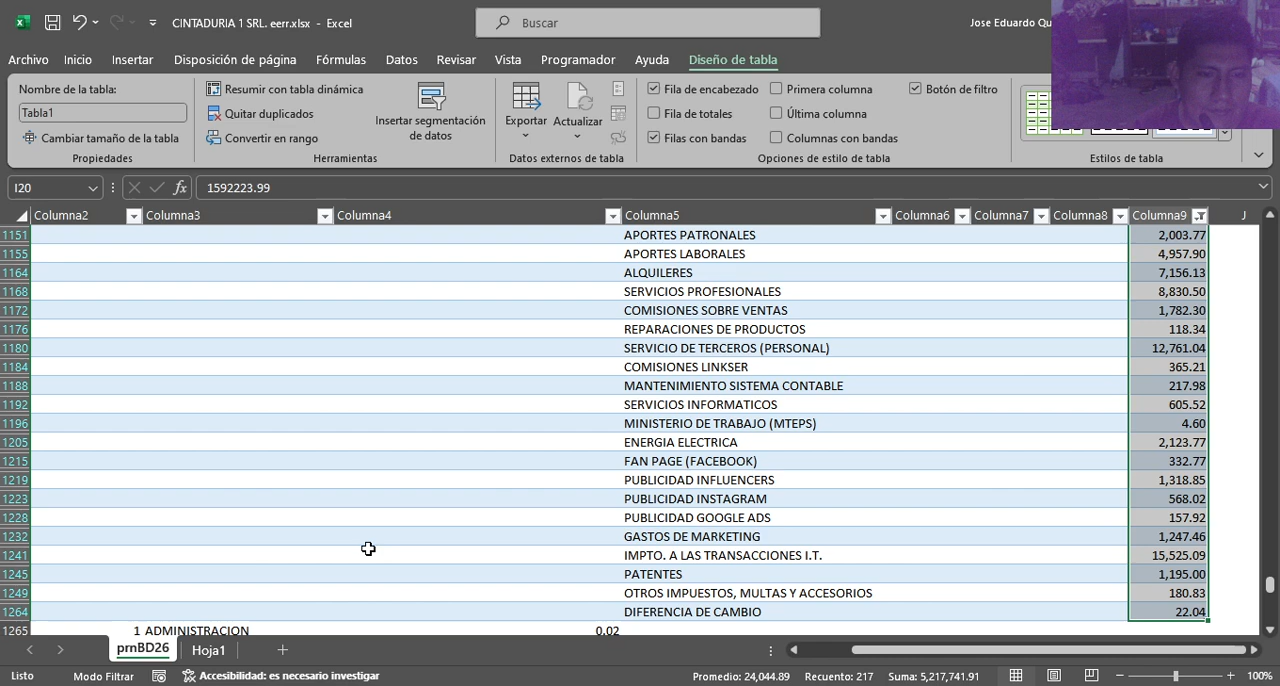 CINTADURIA 1 SRL. eerr.xlsx - Excel
Buscar
Jose Eduardo Qu
Archivo Inicio Insertar Disposición de página Fórmulas Datos Revisar Vista Programador Ayuda Diseño de tabla
Nombre de la tabla:
Tabla1
Cambiar tamaño de la tabla
Propiedades
Resumir con tabla dinámica
Quitar duplicados
Convertir en rango
Insertar segmentación de datos
Herramientas
Exportar Actualizar
Datos externos de tabla
Fila de encabezado Primera columna Botón de filtro
Fila de totales Última columna
Filas con bandas Columnas con bandas
Opciones de estilo de tabla
Estilos de tabla
I20 fx 1592223.99
Columna2 Columna3 Columna4 Columna5 Columna6 Columna7 Columna8 Columna9 J
1151 APORTES PATRONALES 2,003.77
1155 APORTES LABORALES 4,957.90
1164 ALQUILERES 7,156.13
1168 SERVICIOS PROFESIONALES 8,830.50
1172 COMISIONES SOBRE VENTAS 1,782.30
1176 REPARACIONES DE PRODUCTOS 118.34
1180 SERVICIO DE TERCEROS (PERSONAL) 12,761.04
1184 COMISIONES LINKSER 365.21
1188 MANTENIMIENTO SISTEMA CONTABLE 217.98
1192 SERVICIOS INFORMATICOS 605.52
1196 MINISTERIO DE TRABAJO (MTEPS) 4.60
1205 ENERGIA ELECTRICA 2,123.77
1215 FAN PAGE (FACEBOOK) 332.77
1219 PUBLICIDAD INFLUENCERS 1,318.85
1223 PUBLICIDAD INSTAGRAM 568.02
1228 PUBLICIDAD GOOGLE ADS 157.92
1232 GASTOS DE MARKETING 1,247.46
1241 IMPTO. A LAS TRANSACCIONES I.T. 15,525.09
1245 PATENTES 1,195.00
1249 OTROS IMPUESTOS, MULTAS Y ACCESORIOS 180.83
1264 DIFERENCIA DE CAMBIO 22.04
1265 1 ADMINISTRACION 0.02
prnBD26 Hoja1
Listo Modo Filtrar Accesibilidad: es necesario investigar Promedio: 24,044.89 Recuento: 217 Suma: 5,217,741.91 100%